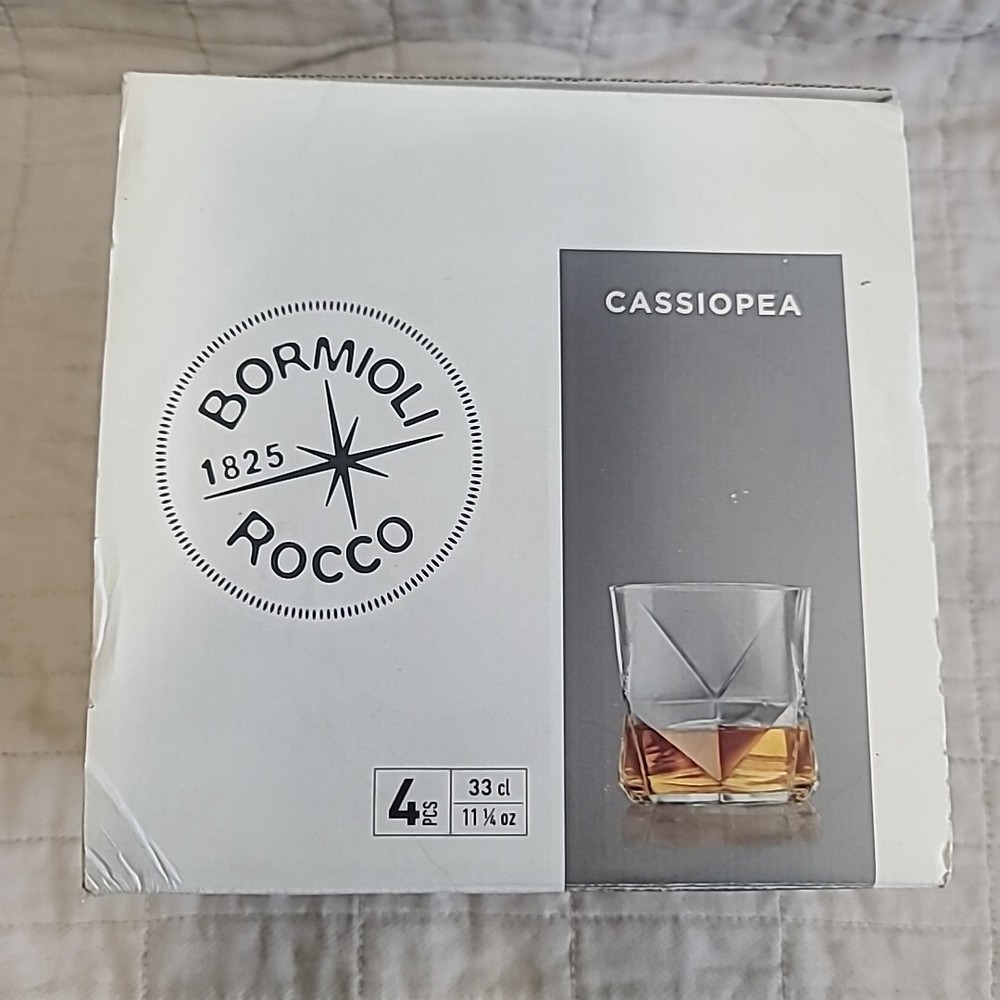 BORMIOLI
1825
ROCCO
CASSIOPEA
4 PCS
33 cl
11 ¼ oz